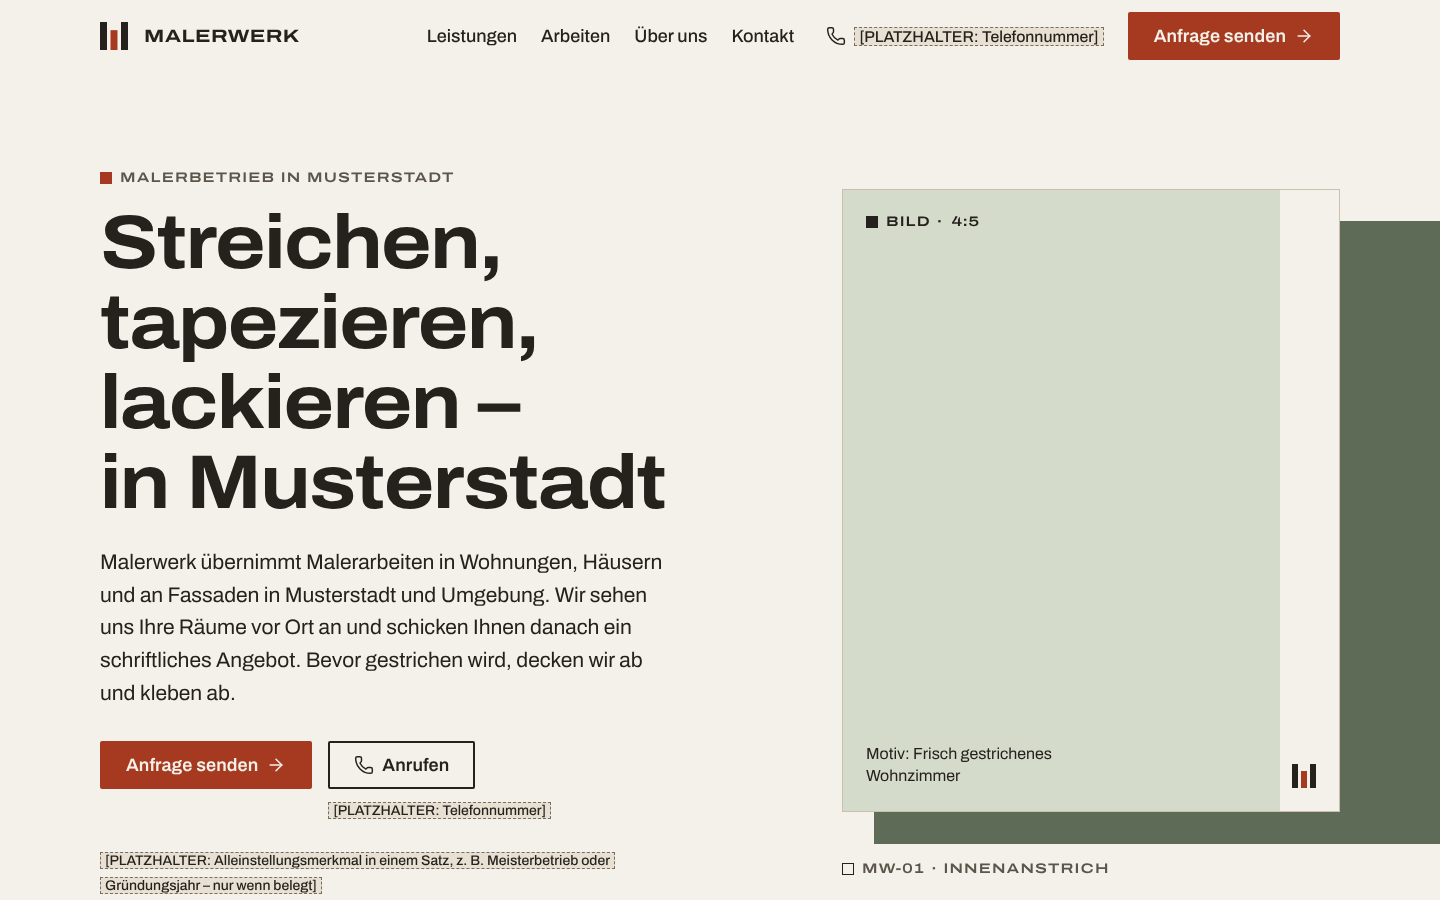 MALERWERK
Leistungen
Arbeiten
Über uns
Kontakt
[PLATZHALTER: Telefonnummer]
Anfrage senden
MALERBETRIEB IN MUSTERSTADT
Streichen,
tapezieren,
lackieren –
in Musterstadt
Malerwerk übernimmt Malerarbeiten in Wohnungen, Häusern
und an Fassaden in Musterstadt und Umgebung. Wir sehen
uns Ihre Räume vor Ort an und schicken Ihnen danach ein
schriftliches Angebot. Bevor gestrichen wird, decken wir ab
und kleben ab.
Anfrage senden
Anrufen
[PLATZHALTER: Telefonnummer]
[PLATZHALTER: Alleinstellungsmerkmal in einem Satz, z. B. Meisterbetrieb oder
Gründungsjahr – nur wenn belegt]
BILD · 4:5
Motiv: Frisch gestrichenes
Wohnzimmer
MW-01 · INNENANSTRICH